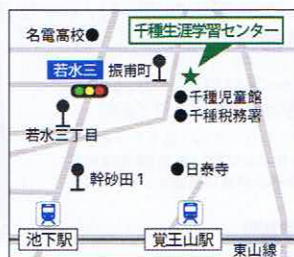 千種生涯学習センター
名電高校
若水三
振甫町
千種児童館
千種税務署
若水三丁目
幹砂田1
日泰寺
池下駅
覚王山駅
東山線